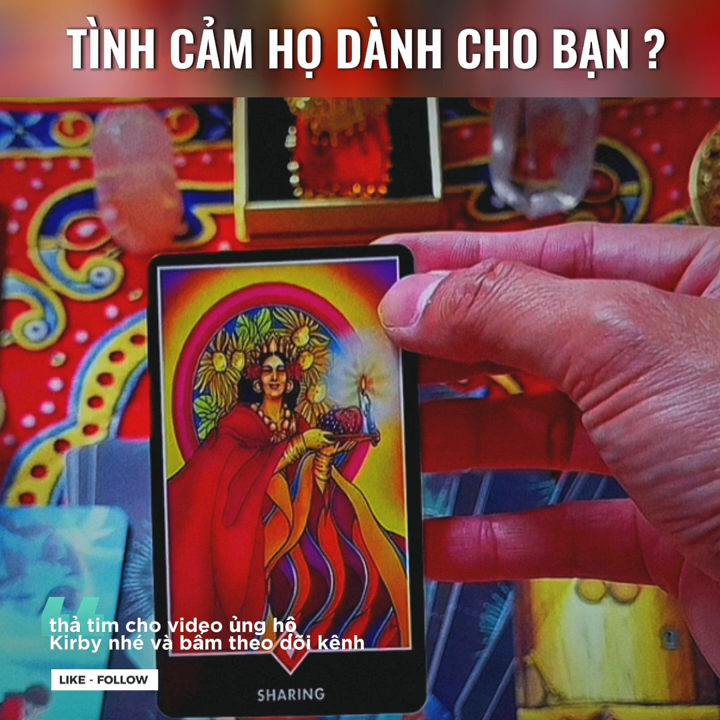 TÌNH CẢM HỌ DÀNH CHO BẠN ?
thả tim cho video ủng hộ
Kirby nhé và bấm theo dõi kênh
LIKE - FOLLOW
SHARING